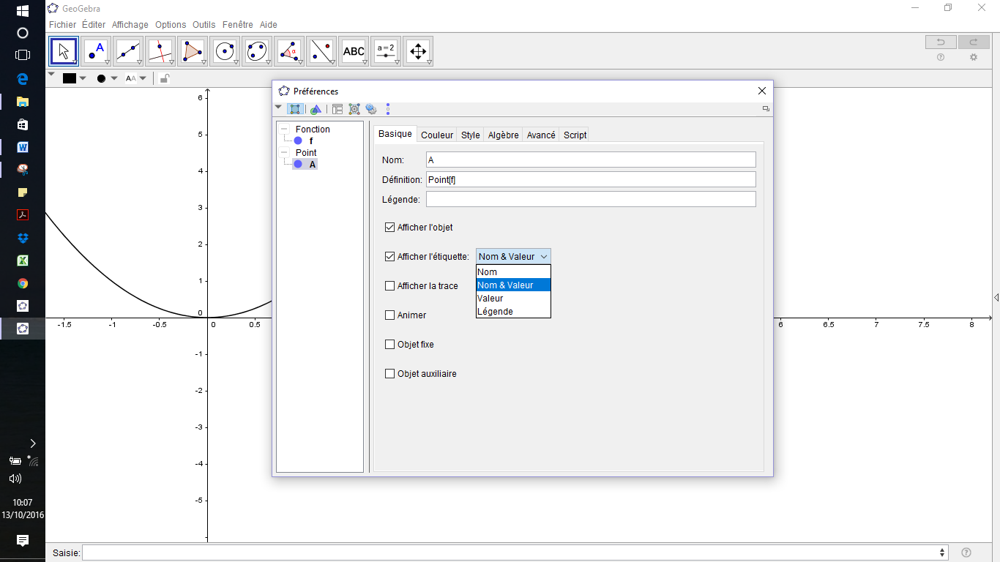 GeoGebra
Fichier Éditer Affichage Options Outils Fenêtre Aide
A
α
ABC
a=2
AA
Préférences
Fonction
f
Point
A
Basique Couleur Style Algèbre Avancé Script
Nom: A
Définition: Point[f]
Légende:
Afficher l'objet
Afficher l'étiquette: Nom & Valeur
Nom
Nom & Valeur
Valeur
Légende
Afficher la trace
Animer
Objet fixe
Objet auxiliaire
6
5
4
3
2
1
0
-1.5 -1 -0.5 0 0.5 6 6.5 7 7.5 8
-1
-2
-3
-4
-5
10:07
13/10/2016
Saisie: